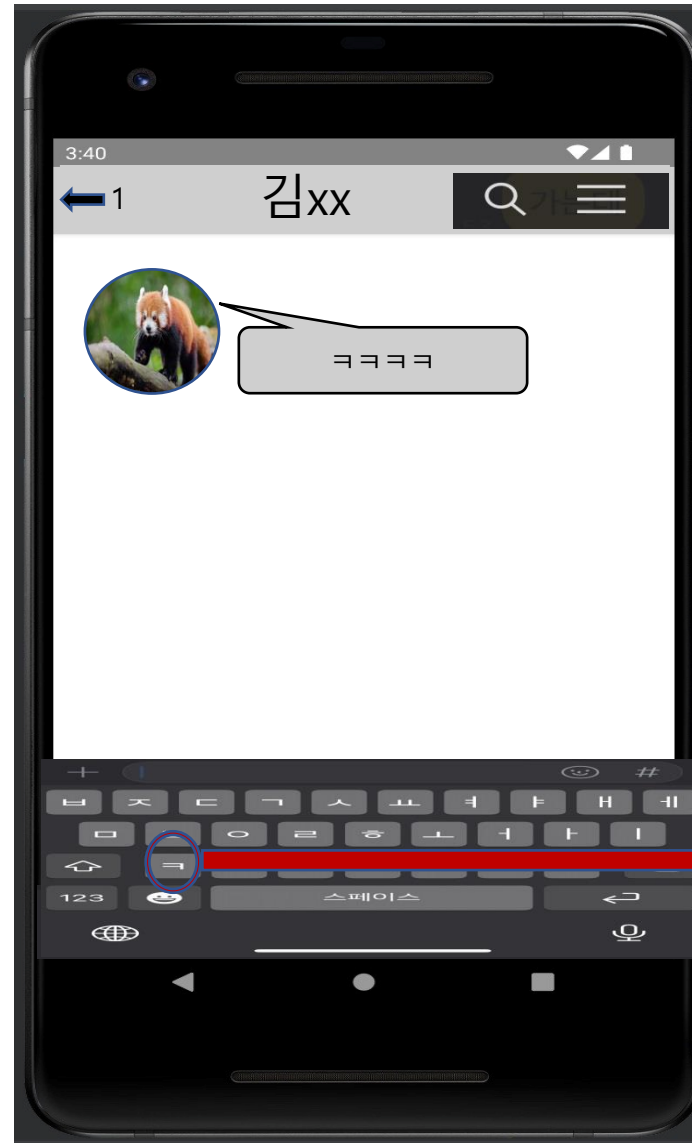 3:40
1 김xx
ㅋㅋㅋㅋ
#
ㅂ ㅈ ㄷ ㄱ ㅅ ㅛ ㅕ ㅑ ㅐ ㅔ
ㅁ ㅇ ㄹ ㅎ ㅗ ㅓ ㅏ ㅣ
ㅋ
123 스페이스